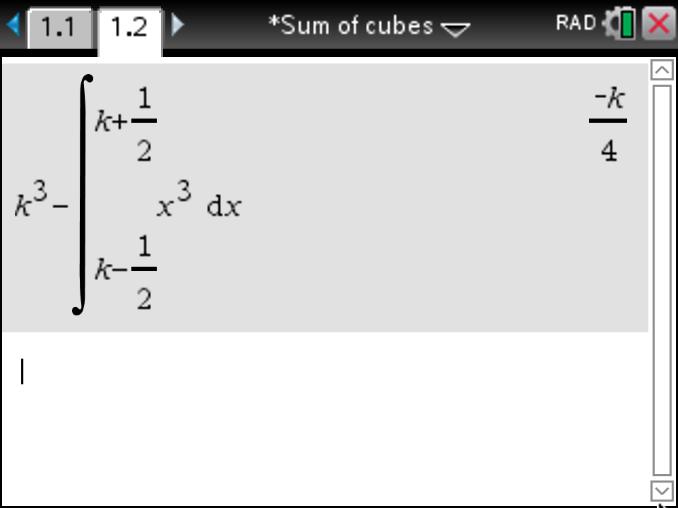 1.1 1.2 *Sum of cubes RAD
k³ − ∫_{k−1/2}^{k+1/2} x³ dx
-k/4